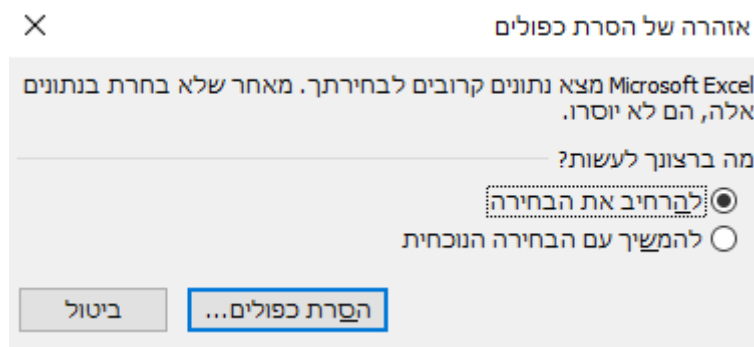 אזהרה של הסרת כפולים
Microsoft Excel מצא נתונים קרובים לבחירתך. מאחר שלא בחרת בנתונים
אלה, הם לא יוסרו.
מה ברצונך לעשות?
להרחיב את הבחירה
להמשיך עם הבחירה הנוכחית
הסרת כפולים...
ביטול